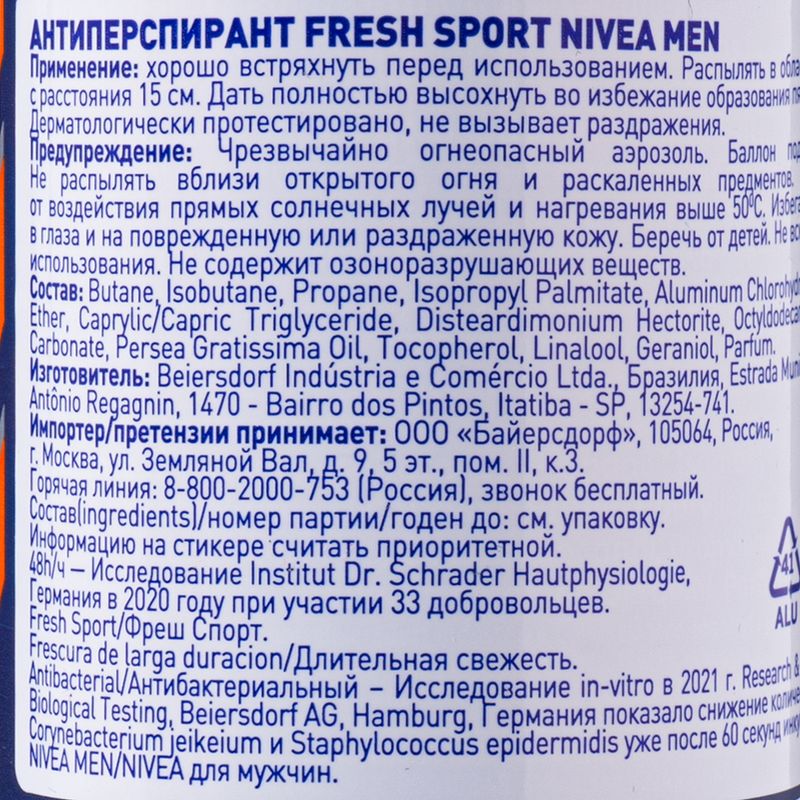 АНТИПЕРСПИРАНТ FRESH SPORT NIVEA MEN
Применение: хорошо встряхнуть перед использованием. Распылять в обла
с расстояния 15 см. Дать полностью высохнуть во избежание образования пя
Дерматологически протестировано, не вызывает раздражения.
Предупреждение: Чрезвычайно огнеопасный аэрозоль. Баллон под
Не распылять вблизи открытого огня и раскаленных предметов.
от воздействия прямых солнечных лучей и нагревания выше 50⁰С. Избега
в глаза и на поврежденную или раздраженную кожу. Беречь от детей. Не вс
использования. Не содержит озоноразрушающих веществ.
Состав: Butane, Isobutane, Propane, Isopropyl Palmitate, Aluminum Chlorohyd
Ether, Caprylic/Capric Triglyceride, Disteardimonium Hectorite, Octyldodecan
Carbonate, Persea Gratissima Oil, Tocopherol, Linalool, Geraniol, Parfum.
Изготовитель: Beiersdorf Indústria e Comércio Ltda., Бразилия, Estrada Muni
Antônio Regagnin, 1470 - Bairro dos Pintos, Itatiba - SP, 13254-741.
Импортер/претензии принимает: ООО «Байерсдорф», 105064, Россия,
г. Москва, ул. Земляной Вал, д. 9, 5 эт., пом. II, к.3.
Горячая линия: 8-800-2000-753 (Россия), звонок бесплатный.
Состав(ingredients)/номер партии/годен до: см. упаковку.
Информацию на стикере считать приоритетной.
48h/ч – Исследование Institut Dr. Schrader Hautphysiologie,
Германия в 2020 году при участии 33 добровольцев.
Fresh Sport/Фреш Спорт.
Frescura de larga duracion/Длительная свежесть.
Antibacterial/Антибактериальный – Исследование in-vitro в 2021 г. Research &
Biological Testing, Beiersdorf AG, Hamburg, Германия показало снижение количе
Corynebacterium jeikeium и Staphylococcus epidermidis уже после 60 секунд инку
NIVEA MEN/NIVEA для мужчин.
41
ALU